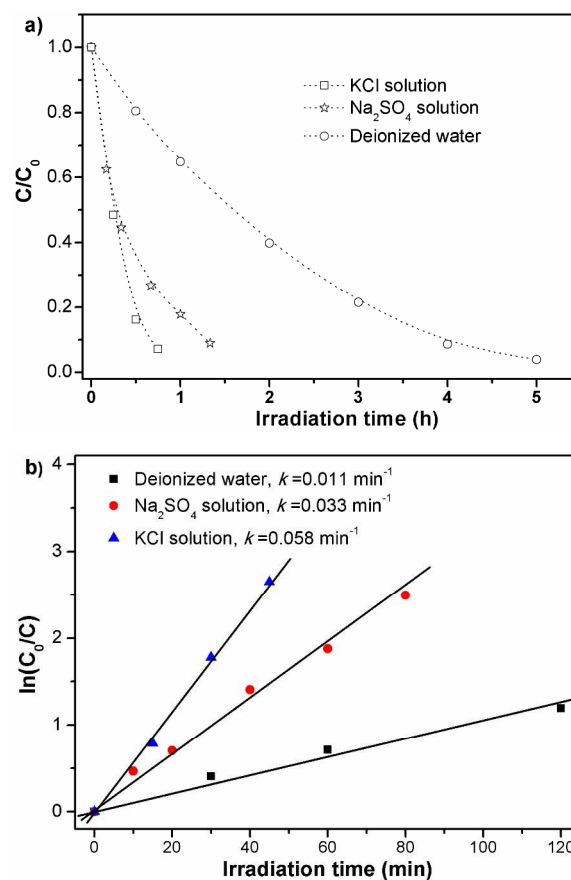 a)
1.0
0.8
0.6
0.4
0.2
0.0
C/C₀
KCl solution
Na₂SO₄ solution
Deionized water
0 1 2 3 4 5
Irradiation time (h)
b)
4
3
2
1
0
ln(C₀/C)
Deionized water, k=0.011 min⁻¹
Na₂SO₄ solution, k=0.033 min⁻¹
KCl solution, k=0.058 min⁻¹
0 20 40 60 80 100 120
Irradiation time (min)